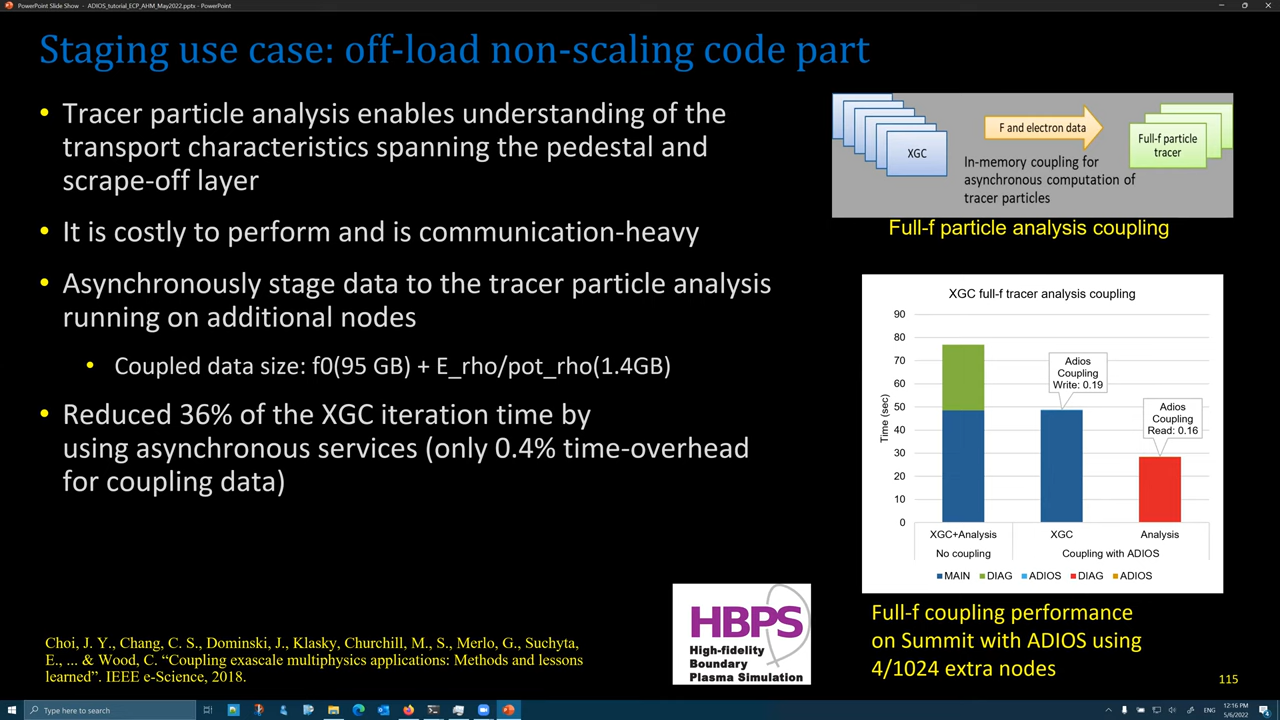 PowerPoint Slide Show - ADIOS_tutorial_ECP_AHM_May2022.pptx - PowerPoint
Staging use case: off-load non-scaling code part
• Tracer particle analysis enables understanding of the
transport characteristics spanning the pedestal and
scrape-off layer
• It is costly to perform and is communication-heavy
• Asynchronously stage data to the tracer particle analysis
running on additional nodes
• Coupled data size: f0(95 GB) + E_rho/pot_rho(1.4GB)
• Reduced 36% of the XGC iteration time by
using asynchronous services (only 0.4% time-overhead
for coupling data)
XGC
F and electron data
Full-f particle
tracer
In-memory coupling for
asynchronous computation of
tracer particles
Full-f particle analysis coupling
XGC full-f tracer analysis coupling
Time (sec)
90
80
70
60
50
40
30
20
10
0
Adios
Coupling
Write: 0.19
Adios
Coupling
Read: 0.16
XGC+Analysis
XGC
Analysis
No coupling
Coupling with ADIOS
MAIN DIAG ADIOS DIAG ADIOS
Full-f coupling performance
on Summit with ADIOS using
4/1024 extra nodes
HBPS
High-fidelity
Boundary
Plasma Simulation
Choi, J. Y., Chang, C. S., Dominski, J., Klasky, Churchill, M., S., Merlo, G., Suchyta,
E., ... & Wood, C. “Coupling exascale multiphysics applications: Methods and lessons
learned”. IEEE e-Science, 2018.
115
Type here to search
ENG
12:16 PM
5/6/2022